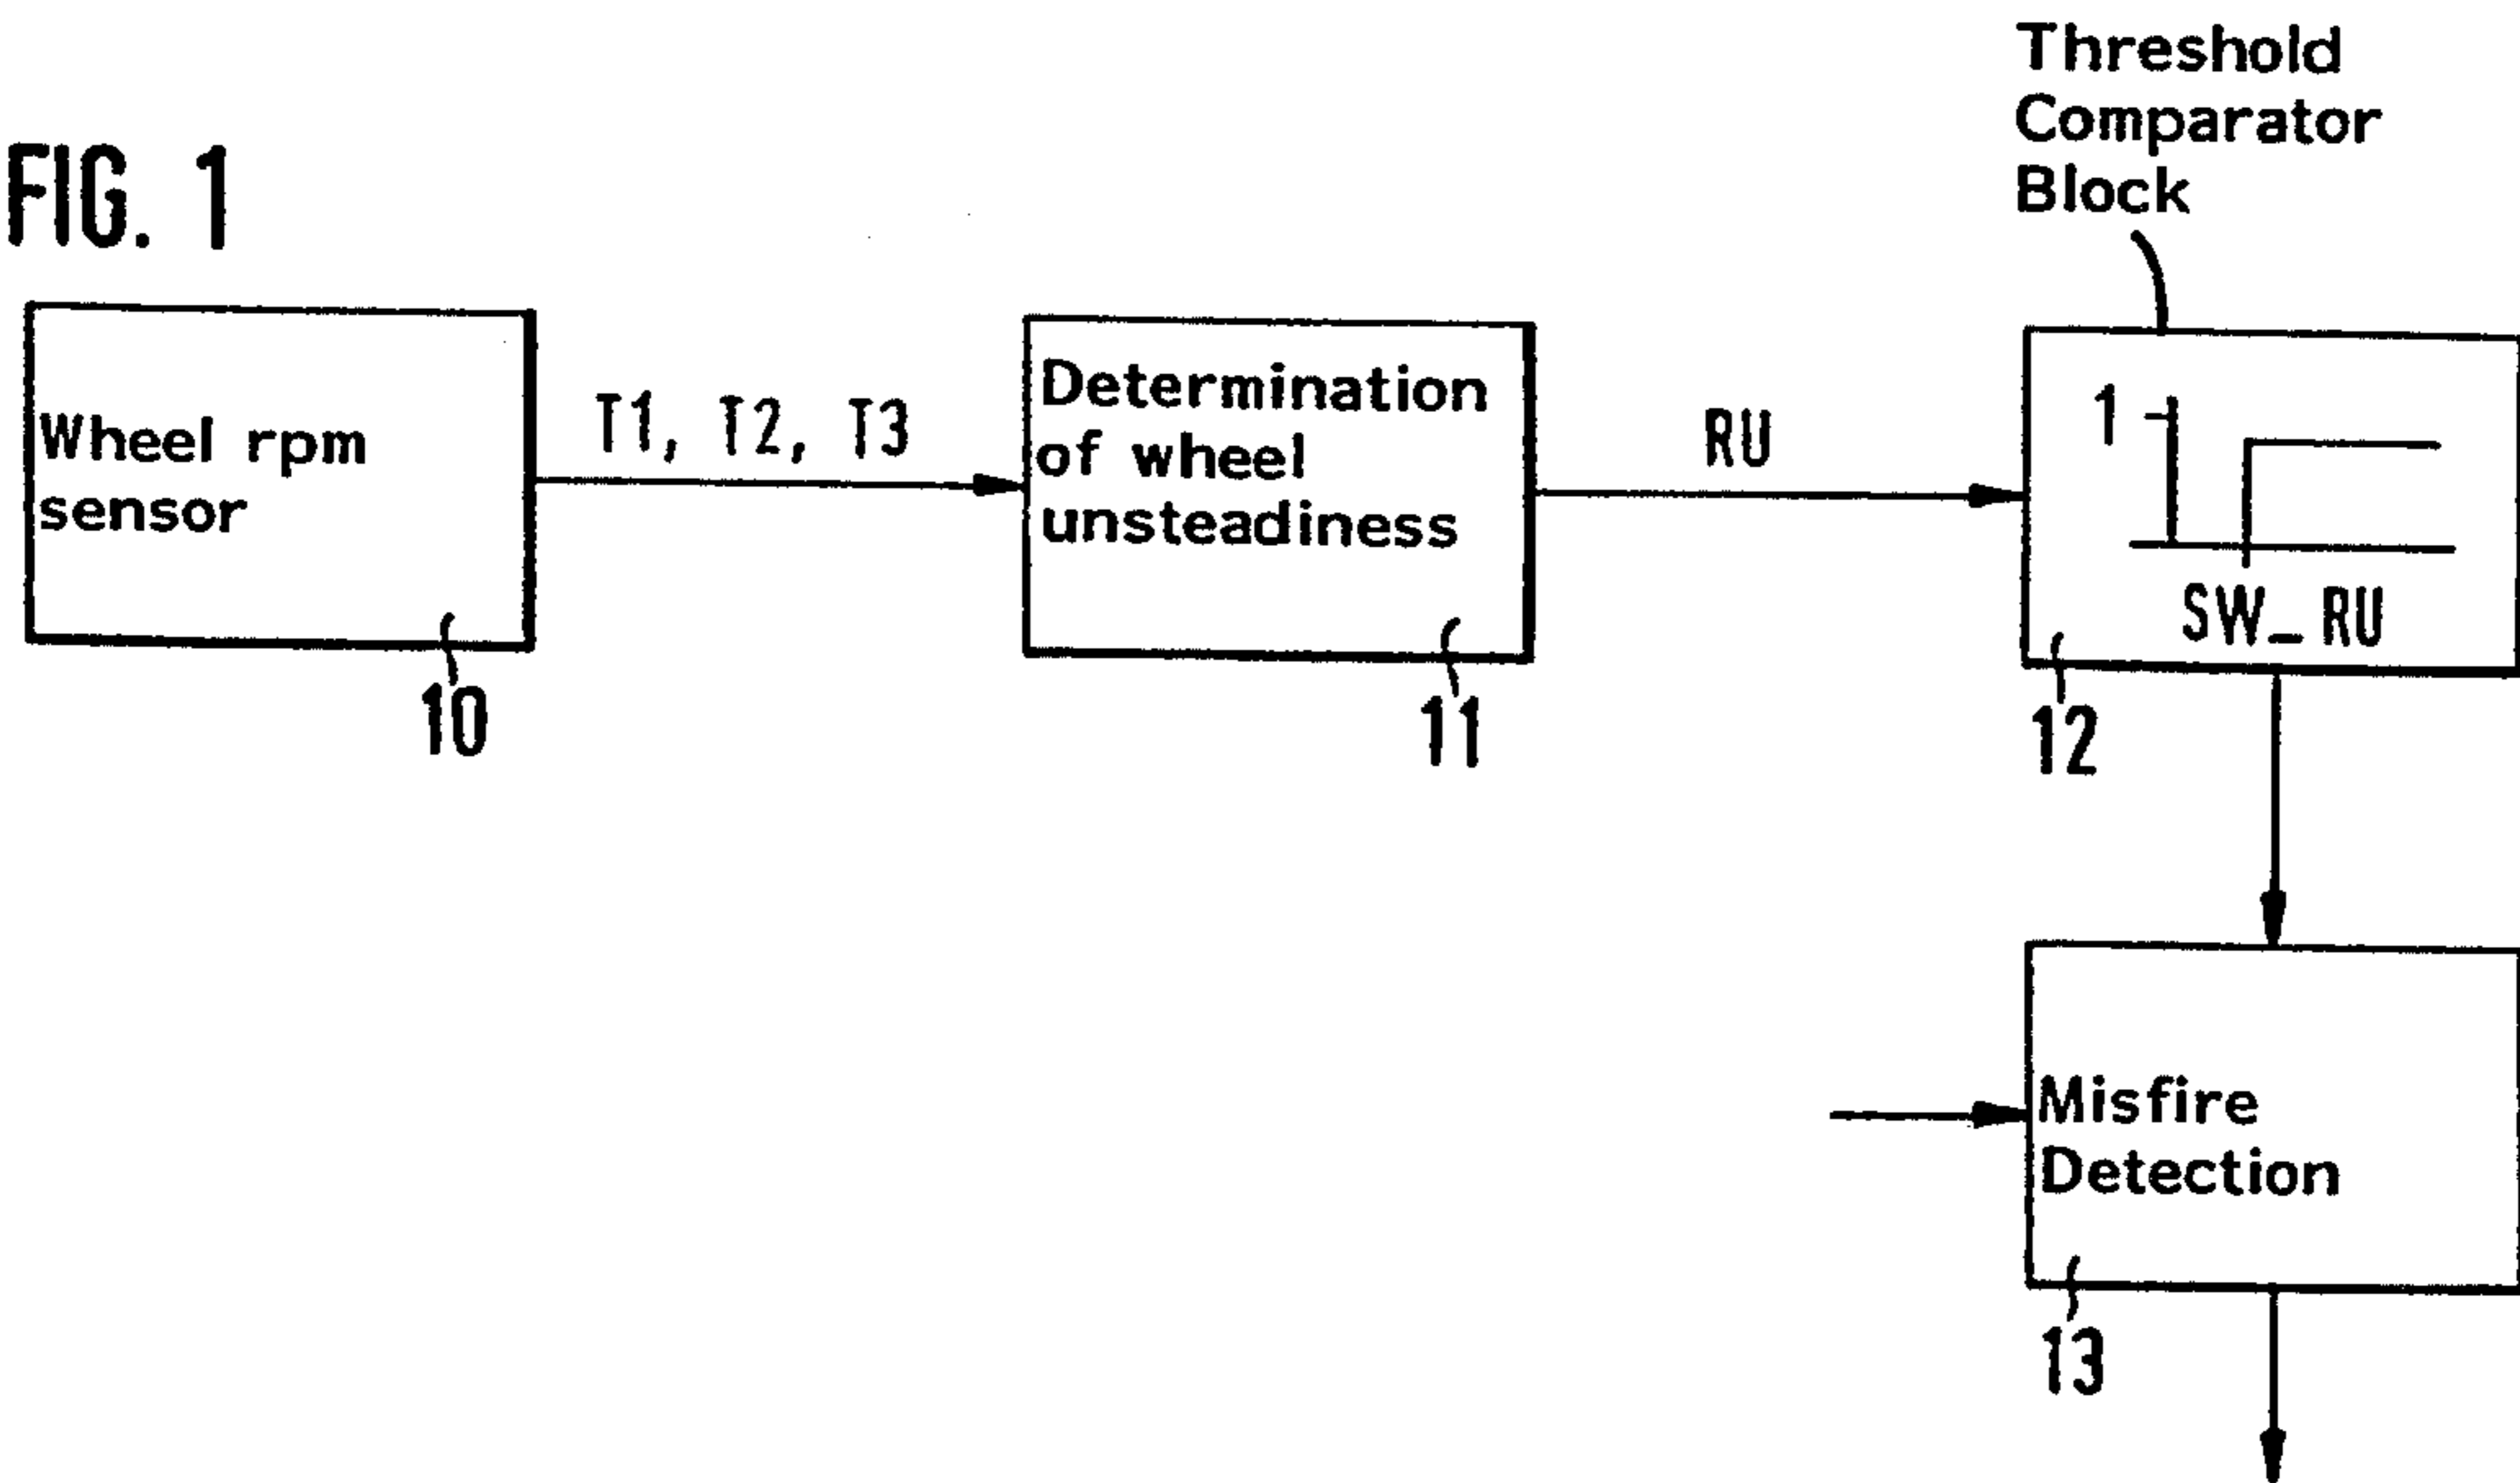 FIG. 1
Threshold
Comparator
Block
Wheel rpm
sensor
10
T1, T2, T3
Determination
of wheel
unsteadiness
11
RU
1
SW_RU
12
Misfire
Detection
13